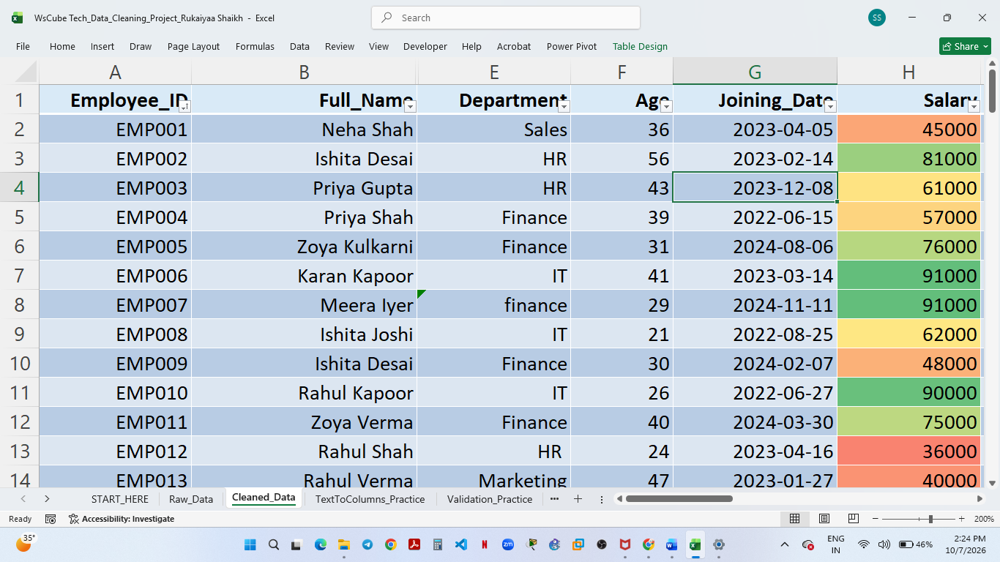 WsCube Tech_Data_Cleaning_Project_Rukaiyaa Shaikh - Excel
Search
SS
File Home Insert Draw Page Layout Formulas Data Review View Developer Help Acrobat Power Pivot Table Design
Share
A B E F G H
1 Employee_ID Full_Name Department Age Joining_Date Salary
2 EMP001 Neha Shah Sales 36 2023-04-05 45000
3 EMP002 Ishita Desai HR 56 2023-02-14 81000
4 EMP003 Priya Gupta HR 43 2023-12-08 61000
5 EMP004 Priya Shah Finance 39 2022-06-15 57000
6 EMP005 Zoya Kulkarni Finance 31 2024-08-06 76000
7 EMP006 Karan Kapoor IT 41 2023-03-14 91000
8 EMP007 Meera Iyer finance 29 2024-11-11 91000
9 EMP008 Ishita Joshi IT 21 2022-08-25 62000
10 EMP009 Ishita Desai Finance 30 2024-02-07 48000
11 EMP010 Rahul Kapoor IT 26 2022-06-27 90000
12 EMP011 Zoya Verma Finance 40 2024-03-30 75000
13 EMP012 Rahul Shah HR 24 2023-04-16 36000
14 EMP013 Rahul Verma Marketing 47 2023-01-27 40000
START_HERE Raw_Data Cleaned_Data TextToColumns_Practice Validation_Practice
Ready Accessibility: Investigate 200%
35°
zm
N
W
ENG
IN
46%
2:24 PM
10/7/2026